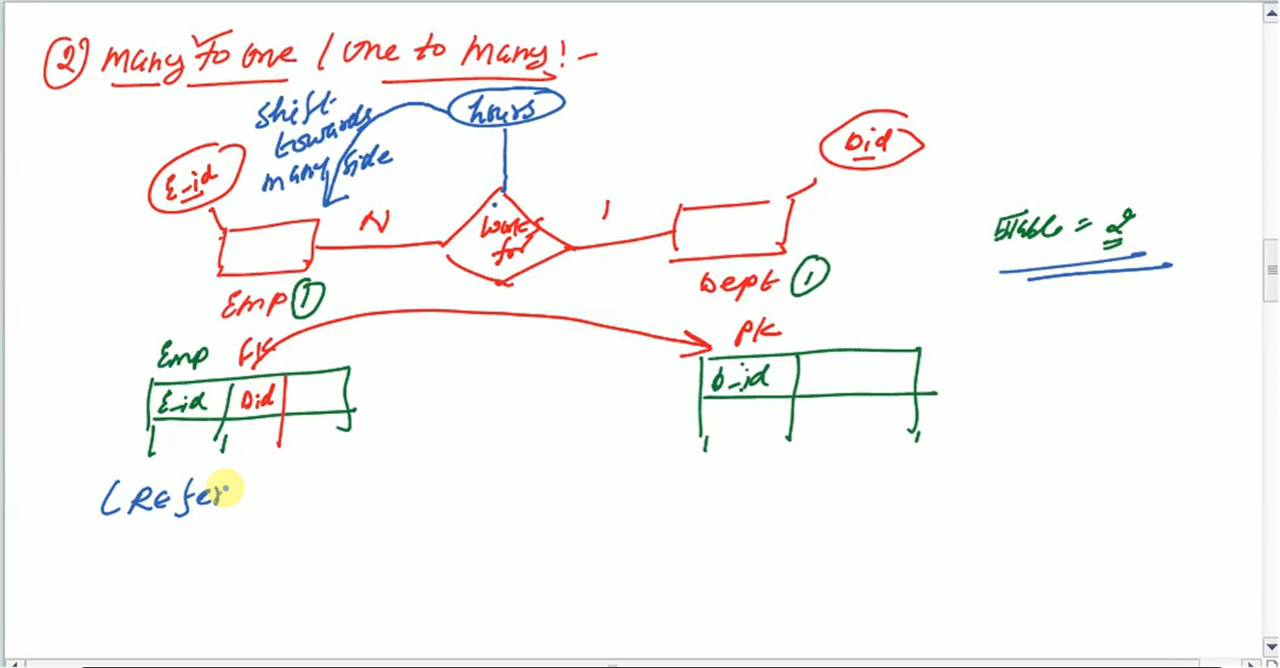 ② Many To one / One to Many! -
shift
towards
many side
hours
E-id
Did
N
works
for
1
Emp ①
Dept ①
Table = 2
Emp FK
PK
E-id Did
D-id
(Refer